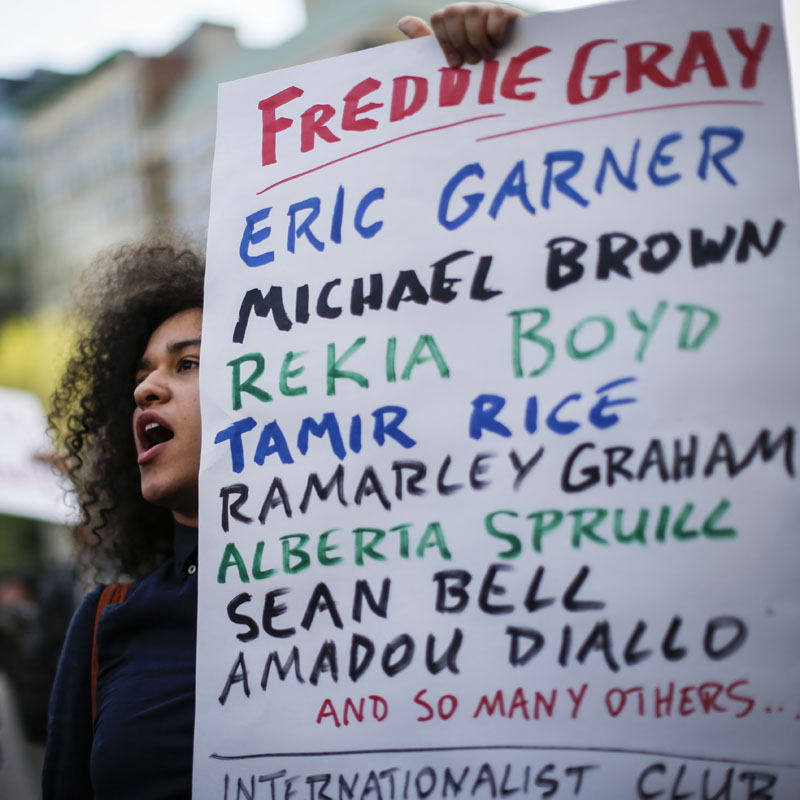 FREDDIE GRAY
ERIC GARNER
MICHAEL BROWN
REKIA BOYD
TAMIR RICE
RAMARLEY GRAHAM
ALBERTA SPRUILL
SEAN BELL
AMADOU DIALLO
AND SO MANY OTHERS...
INTERNATIONALIST CLUB